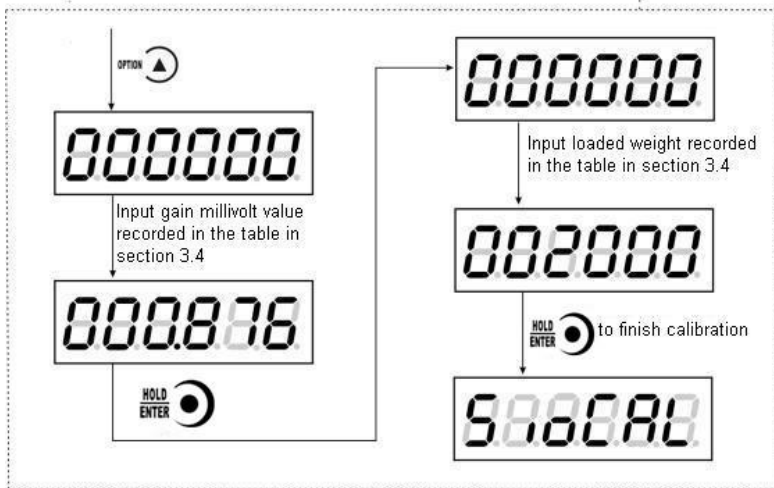 OPTION
000000
Input gain millivolt value
recorded in the table in
section 3.4
000.876
HOLD
ENTER
000000
Input loaded weight recorded
in the table in section 3.4
002000
HOLD
ENTER
to finish calibration
SioCAL